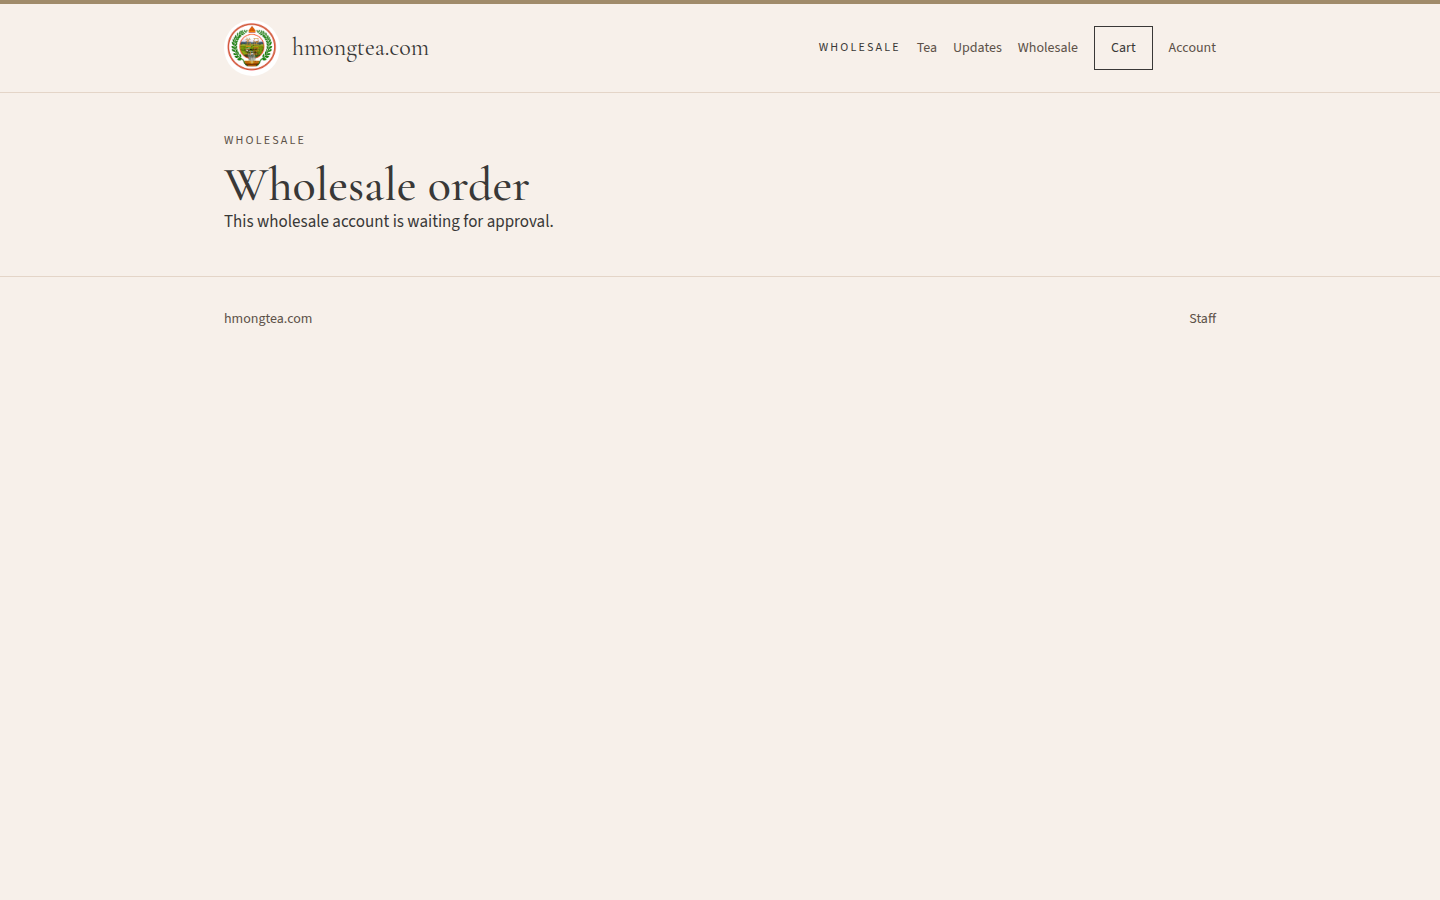 hmongtea.com
WHOLESALE Tea Updates Wholesale Cart Account
WHOLESALE
Wholesale order
This wholesale account is waiting for approval.
hmongtea.com Staff